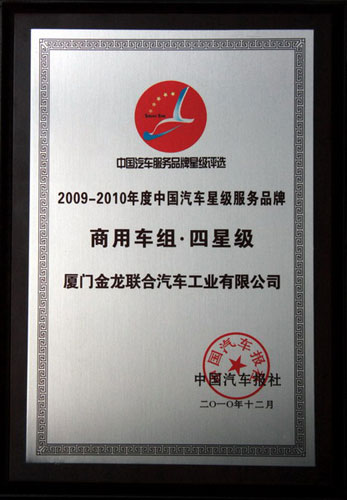 中国汽车服务品牌星级评选
2009-2010年度中国汽车星级服务品牌
商用车组·四星级
厦门金龙联合汽车工业有限公司
中国汽车报社
中国汽车报社
二〇一〇年十二月